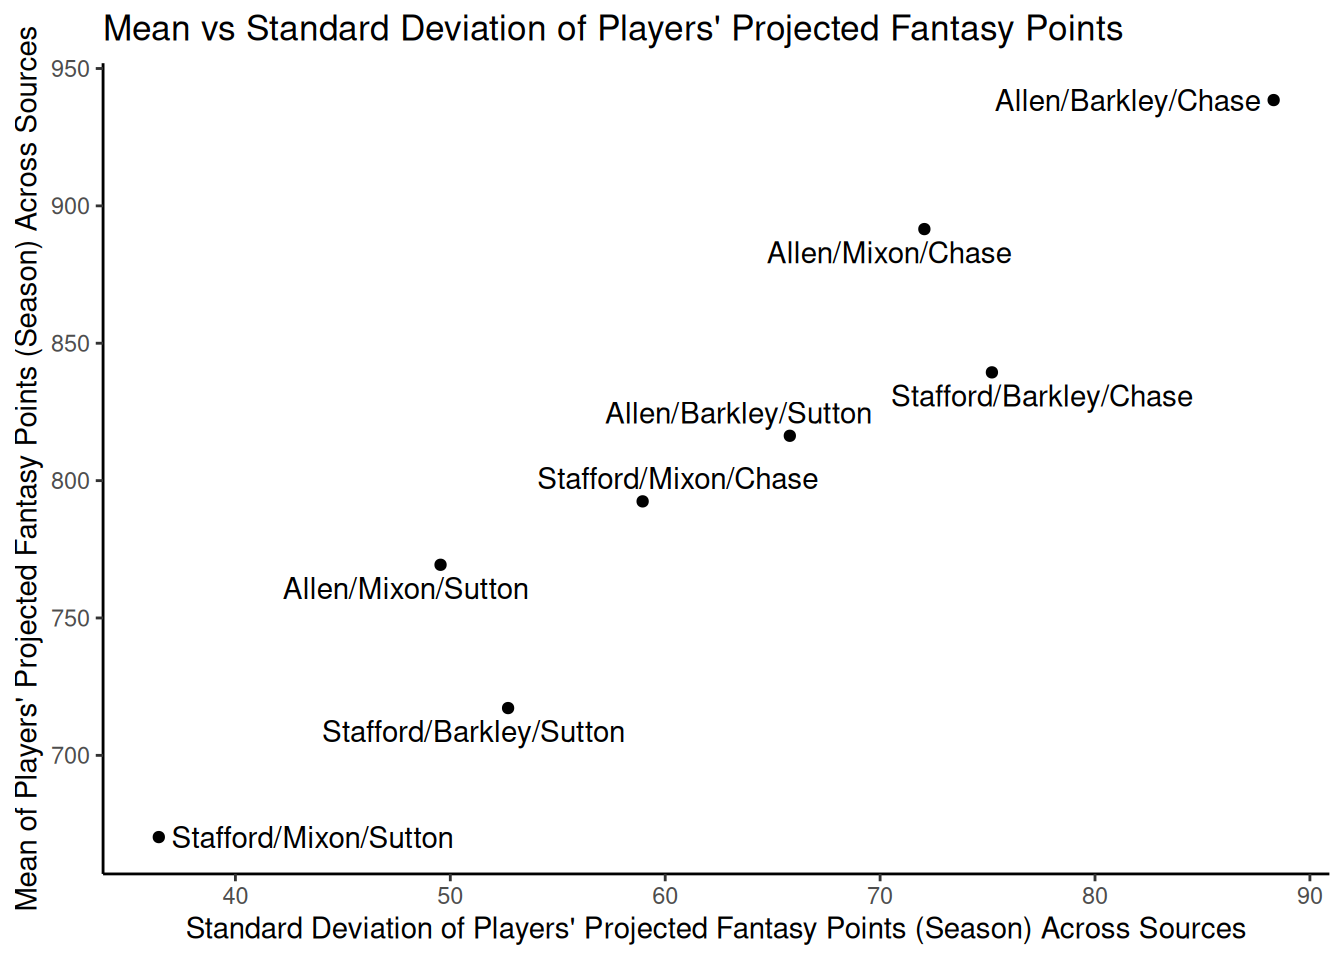 Mean vs Standard Deviation of Players' Projected Fantasy Points
Mean of Players' Projected Fantasy Points (Season) Across Sources
950
900
850
800
750
700
Allen/Barkley/Chase
Allen/Mixon/Chase
Stafford/Barkley/Chase
Allen/Barkley/Sutton
Stafford/Mixon/Chase
Allen/Mixon/Sutton
Stafford/Barkley/Sutton
Stafford/Mixon/Sutton
40
50
60
70
80
90
Standard Deviation of Players' Projected Fantasy Points (Season) Across Sources